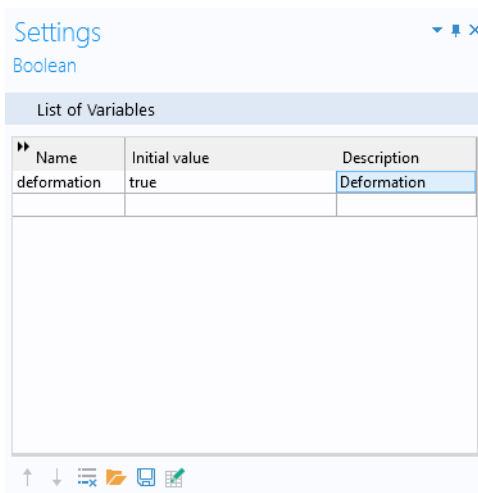 Settings
Boolean
List of Variables
Name Initial value Description
deformation true Deformation